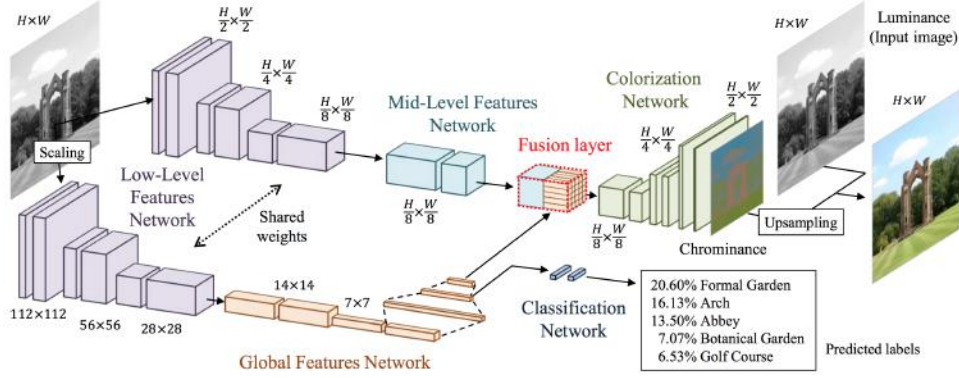 H×W
H/2 × W/2
H/4 × W/4
H/8 × W/8
Scaling
Low-Level
Features
Network
Shared
weights
112×112
56×56
28×28
Mid-Level Features
Network
H/8 × W/8
Fusion layer
14×14
7×7
Global Features Network
Colorization
Network
H/2 × W/2
H/4 × W/4
H/8 × W/8
Chrominance
H×W
Luminance
(Input image)
H×W
Upsampling
Classification
Network
20.60% Formal Garden
16.13% Arch
13.50% Abbey
7.07% Botanical Garden
6.53% Golf Course
Predicted labels